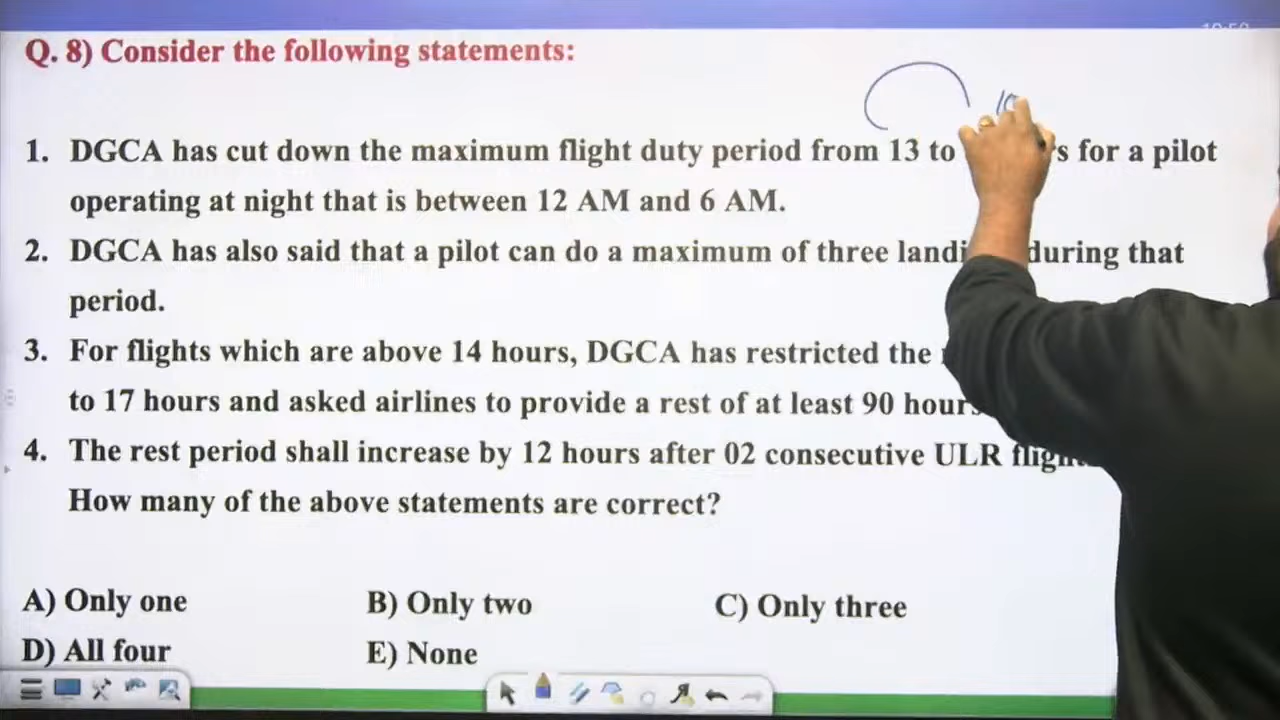 Q. 8) Consider the following statements:
1. DGCA has cut down the maximum flight duty period from 13 to s for a pilot
operating at night that is between 12 AM and 6 AM.
2. DGCA has also said that a pilot can do a maximum of three landi during that
period.
3. For flights which are above 14 hours, DGCA has restricted the
to 17 hours and asked airlines to provide a rest of at least 90 hours
4. The rest period shall increase by 12 hours after 02 consecutive ULR
How many of the above statements are correct?
A) Only one B) Only two C) Only three
D) All four E) None